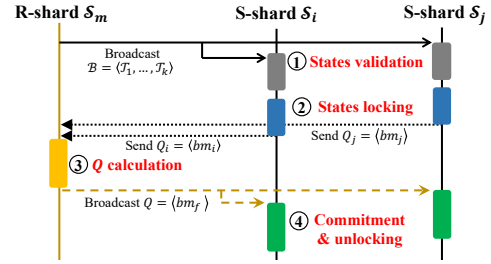 R-shard 𝒮ₘ
S-shard 𝒮ᵢ
S-shard 𝒮ⱼ
Broadcast
ℬ = ⟨𝒯₁, … , 𝒯ₖ⟩
① States validation
② States locking
Send Qⱼ = ⟨bmⱼ⟩
Send Qᵢ = ⟨bmᵢ⟩
③ Q calculation
Broadcast Q = ⟨bm_f⟩
④ Commitment
& unlocking